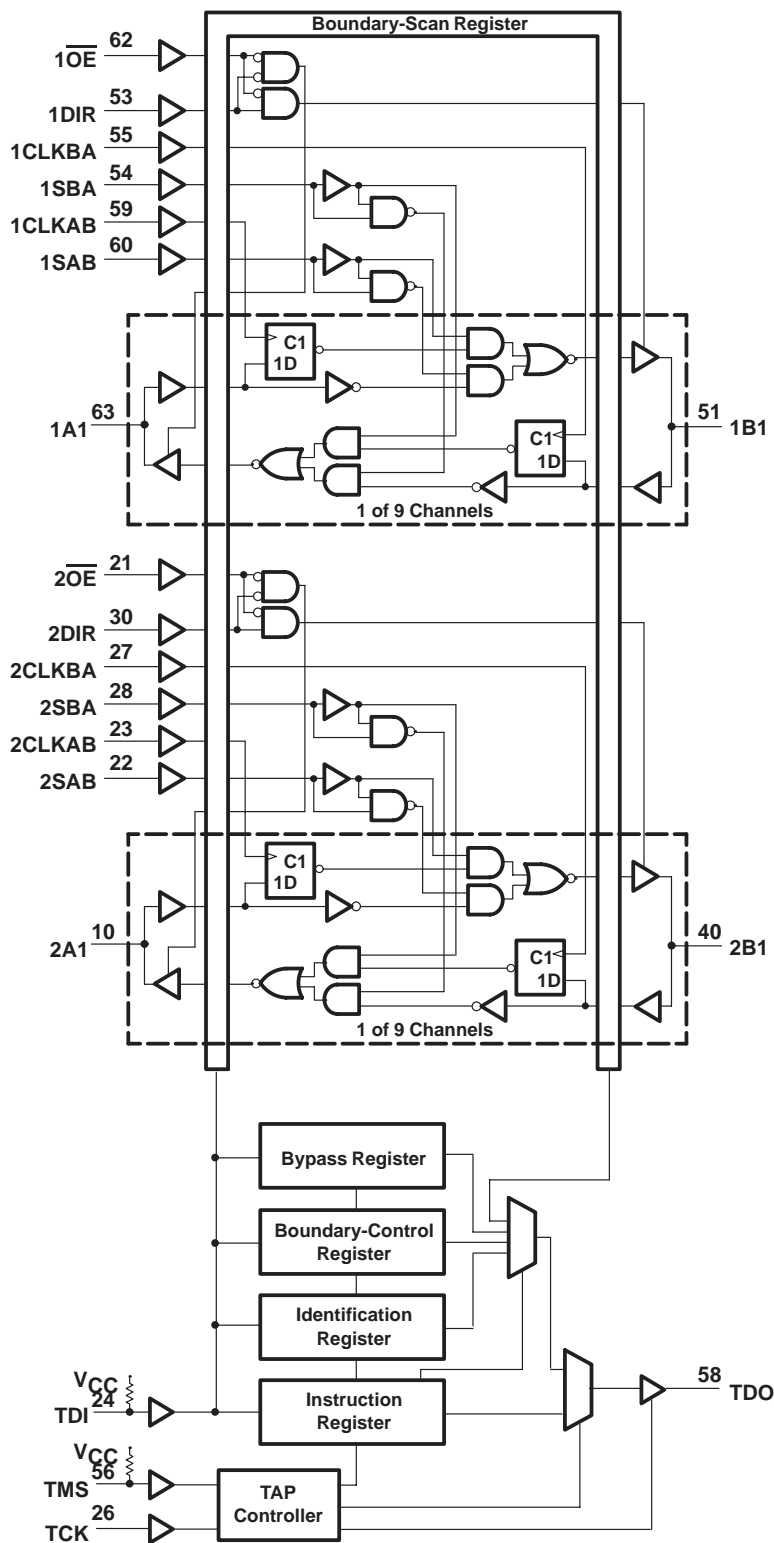 Boundary-Scan Register
62
1OE
53
1DIR
55
1CLKBA
54
1SBA
59
1CLKAB
60
1SAB
C1
1D
63
1A1
51
1B1
C1
1D
1 of 9 Channels
21
2OE
30
2DIR
27
2CLKBA
28
2SBA
23
2CLKAB
22
2SAB
C1
1D
10
2A1
40
2B1
C1
1D
1 of 9 Channels
Bypass Register
Boundary-Control
Register
Identification
Register
VCC
24
TDI
Instruction
Register
58
TDO
VCC
56
TMS
TAP
Controller
26
TCK